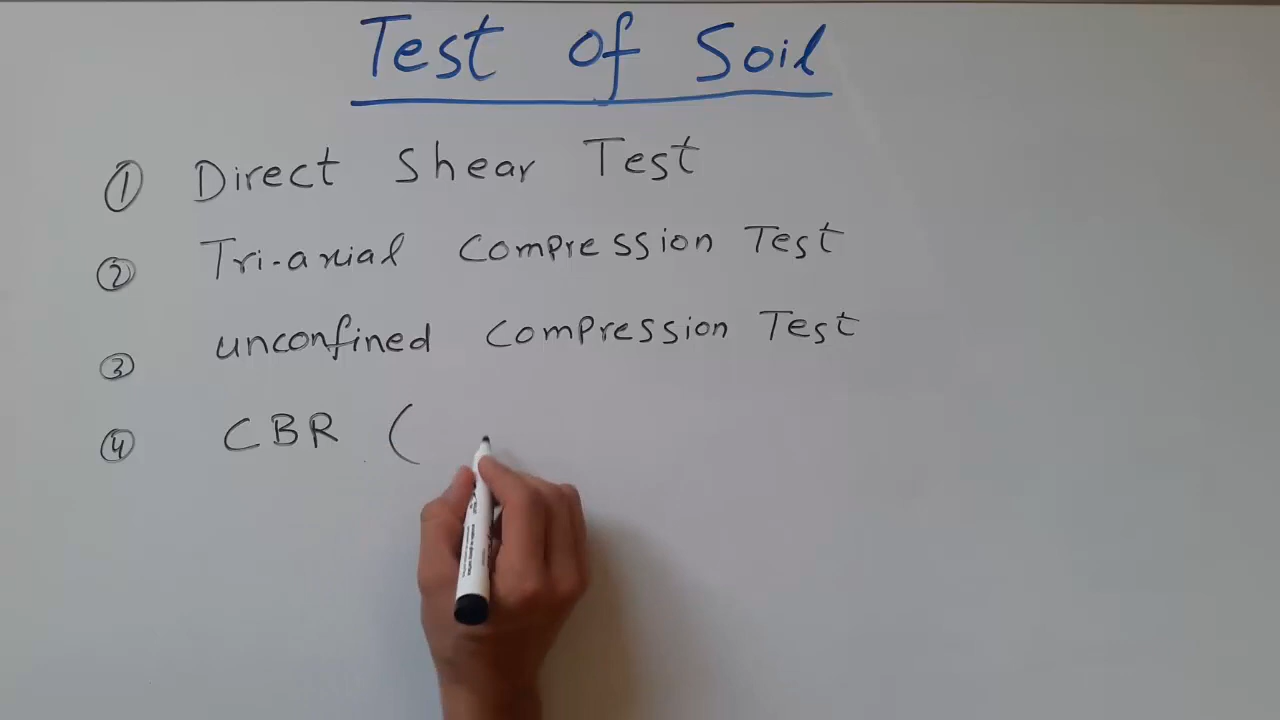 Test of Soil
① Direct Shear Test
② Tri-axial Compression Test
③ unconfined Compression Test
④ CBR (